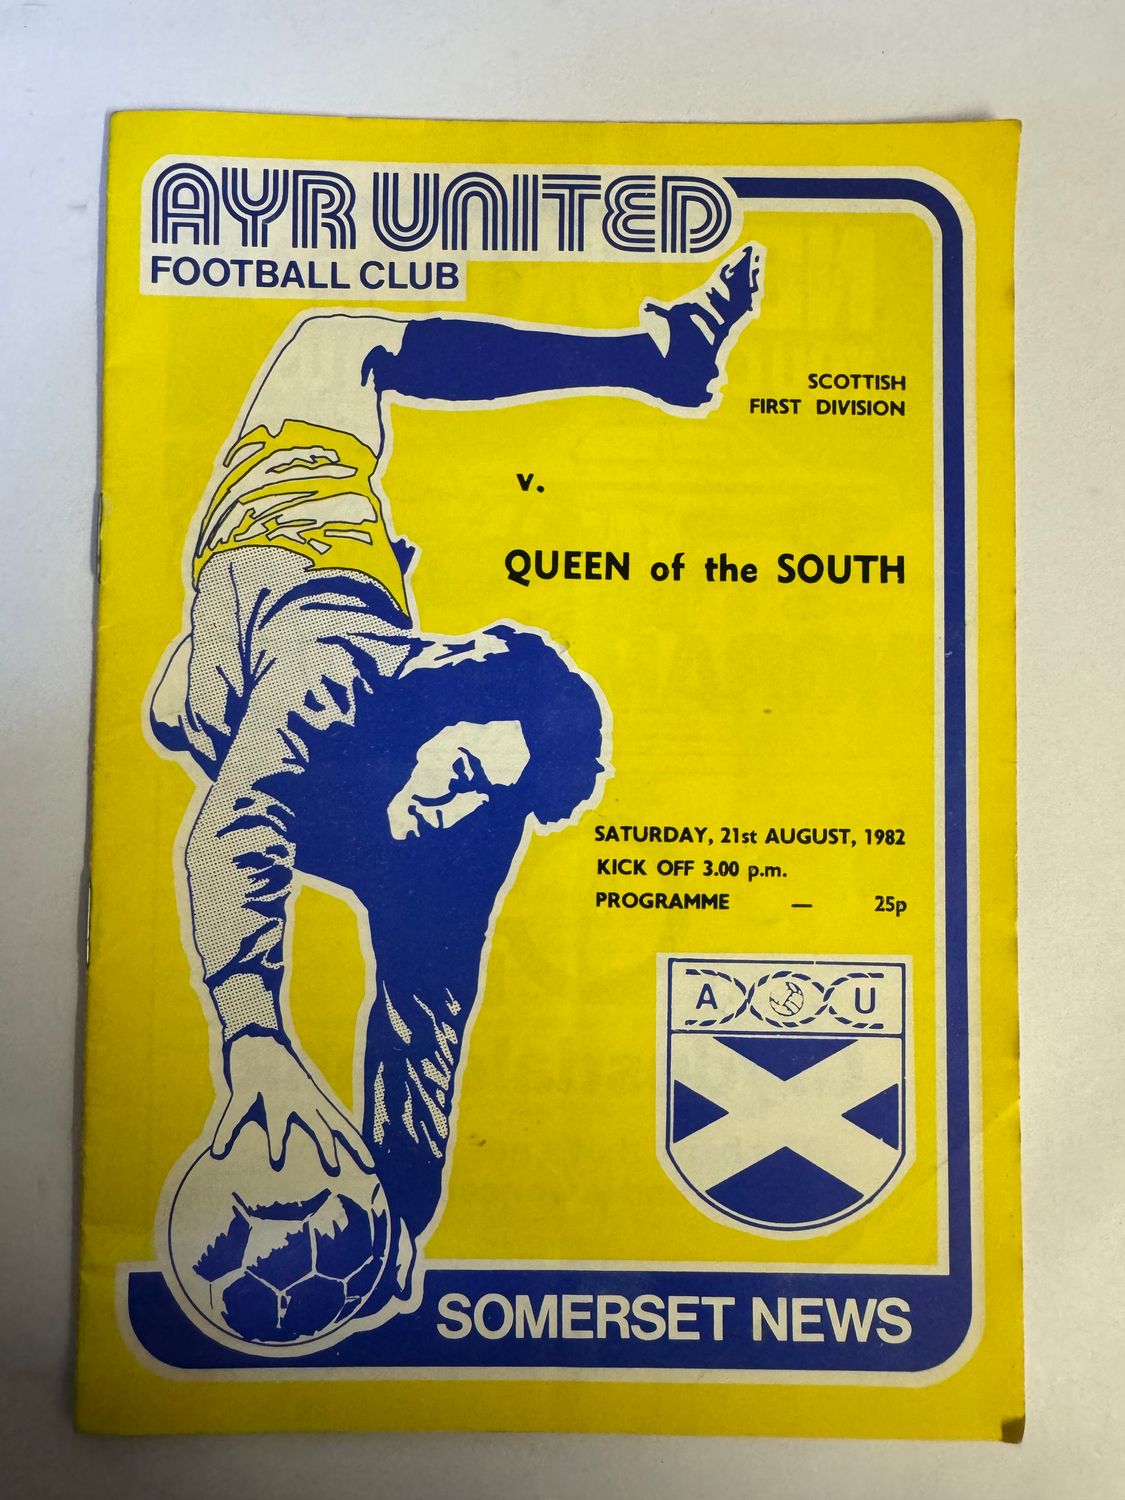 AYR UNITED
FOOTBALL CLUB
SCOTTISH
FIRST DIVISION
v.
QUEEN of the SOUTH
SATURDAY, 21st AUGUST, 1982
KICK OFF 3.00 p.m.
PROGRAMME — 25p
A U
SOMERSET NEWS